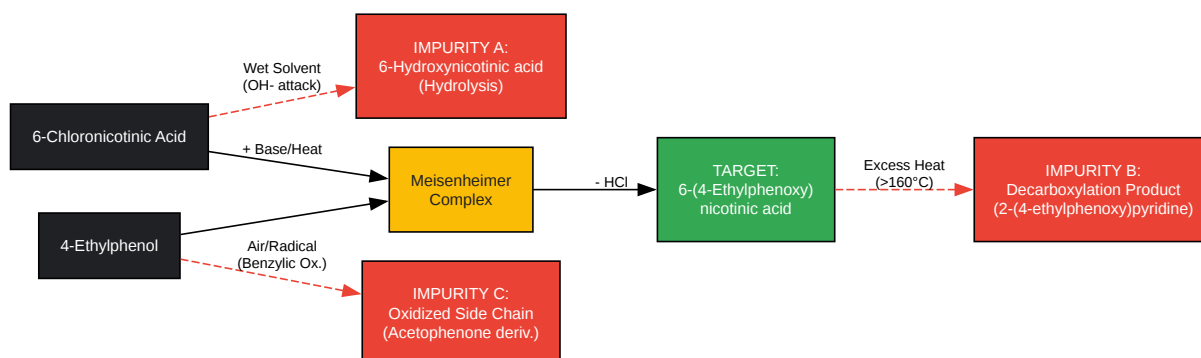 IMPURITY A:
6-Hydroxynicotinic acid
(Hydrolysis)
Wet Solvent
(OH- attack)
6-Chloronicotinic Acid
+ Base/Heat
Meisenheimer
Complex
- HCl
TARGET:
6-(4-Ethylphenoxy)
nicotinic acid
Excess Heat
(>160°C)
IMPURITY B:
Decarboxylation Product
(2-(4-ethylphenoxy)pyridine)
4-Ethylphenol
Air/Radical
(Benzylic Ox.)
IMPURITY C:
Oxidized Side Chain
(Acetophenone deriv.)